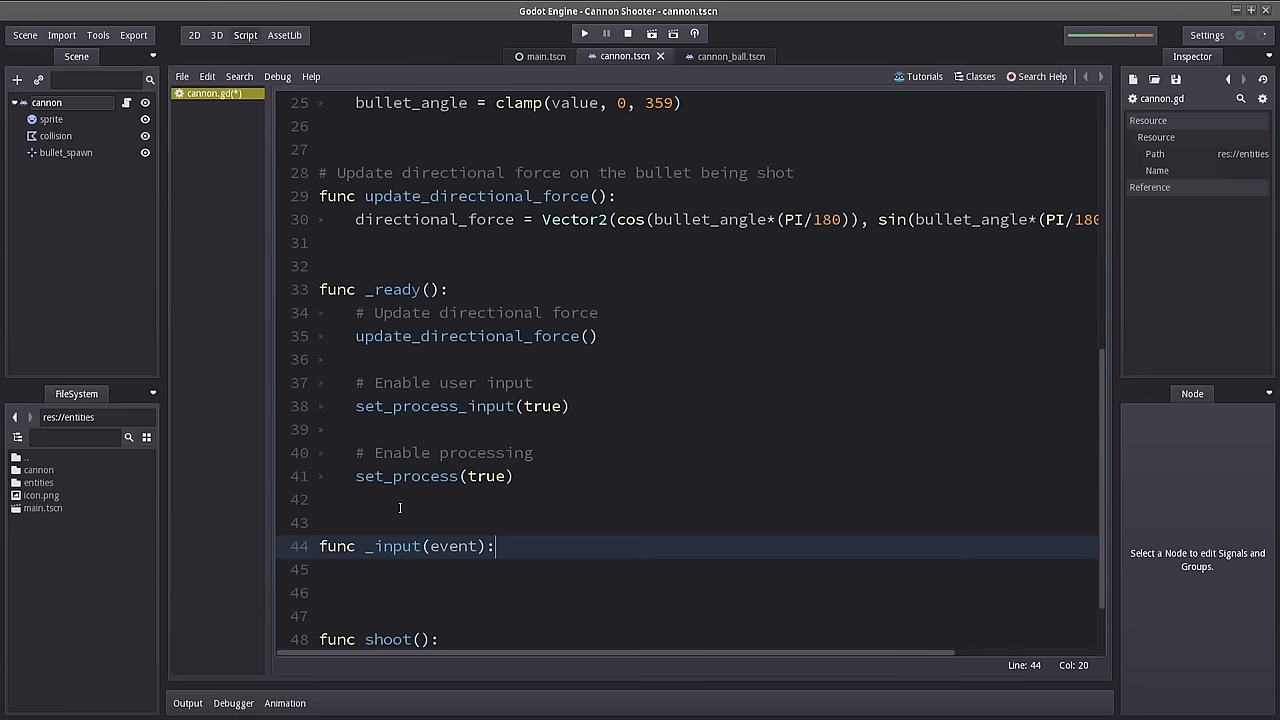 Godot Engine - Cannon Shooter - cannon.tscn
Scene Import Tools Export 2D 3D Script AssetLib Settings
Scene
main.tscn cannon.tscn cannon_ball.tscn
Inspector
File Edit Search Debug Help Tutorials Classes Search Help
cannon.gd(*)
cannon
sprite
collision
bullet_spawn
25 bullet_angle = clamp(value, 0, 359)
26
27
28 # Update directional force on the bullet being shot
29 func update_directional_force():
30 directional_force = Vector2(cos(bullet_angle*(PI/180)), sin(bullet_angle*(PI/180
31
32
33 func _ready():
34 # Update directional force
35 update_directional_force()
36
37 # Enable user input
38 set_process_input(true)
39
40 # Enable processing
41 set_process(true)
42
43
44 func _input(event):
45
46
47
48 func shoot():
Line: 44 Col: 20
cannon.gd
Resource
Resource
Path res://entities
Name
Reference
FileSystem
res://entities
..
cannon
entities
icon.png
main.tscn
Node
Select a Node to edit Signals and
Groups.
Output Debugger Animation